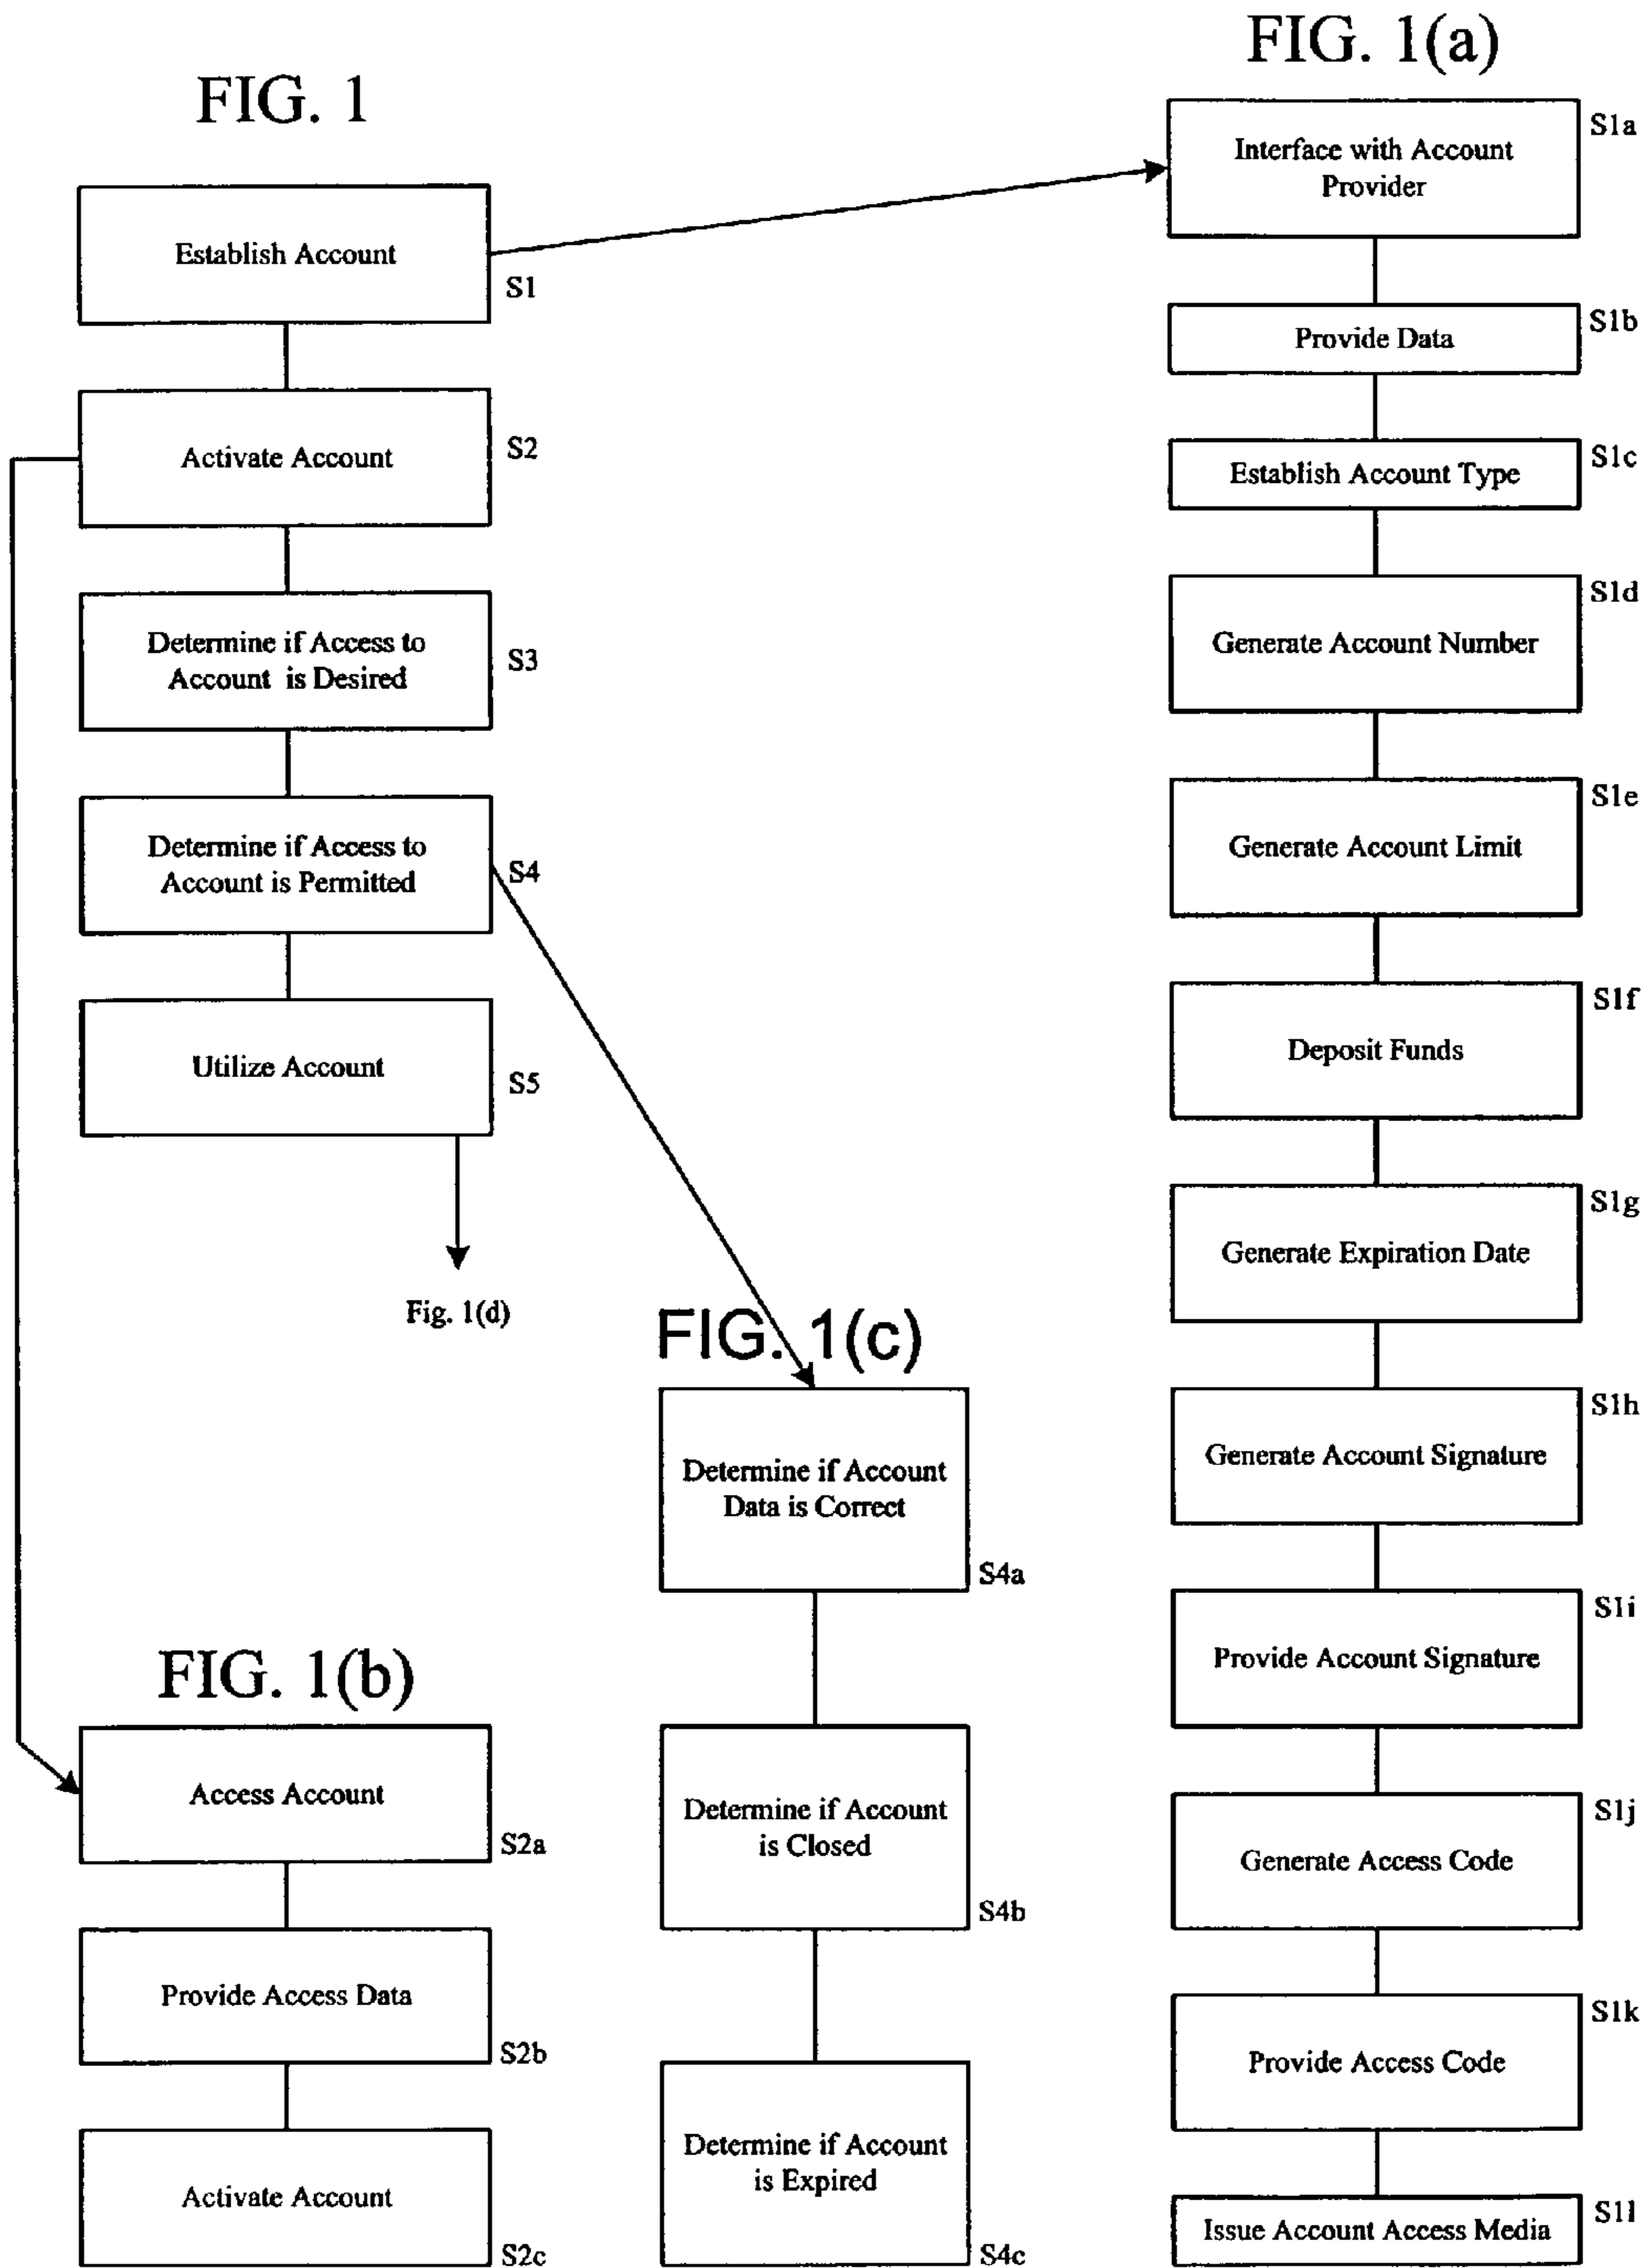 FIG. 1
Establish Account
S1
Activate Account
S2
Determine if Access to
Account is Desired
S3
Determine if Access to
Account is Permitted
S4
Utilize Account
S5
Fig. 1(d)
FIG. 1(b)
Access Account
S2a
Provide Access Data
S2b
Activate Account
S2c
FIG. 1(c)
Determine if Account
Data is Correct
S4a
Determine if Account
is Closed
S4b
Determine if Account
is Expired
S4c
FIG. 1(a)
Interface with Account
Provider
S1a
Provide Data
S1b
Establish Account Type
S1c
Generate Account Number
S1d
Generate Account Limit
S1e
Deposit Funds
S1f
Generate Expiration Date
S1g
Generate Account Signature
S1h
Provide Account Signature
S1i
Generate Access Code
S1j
Provide Access Code
S1k
Issue Account Access Media
S1l